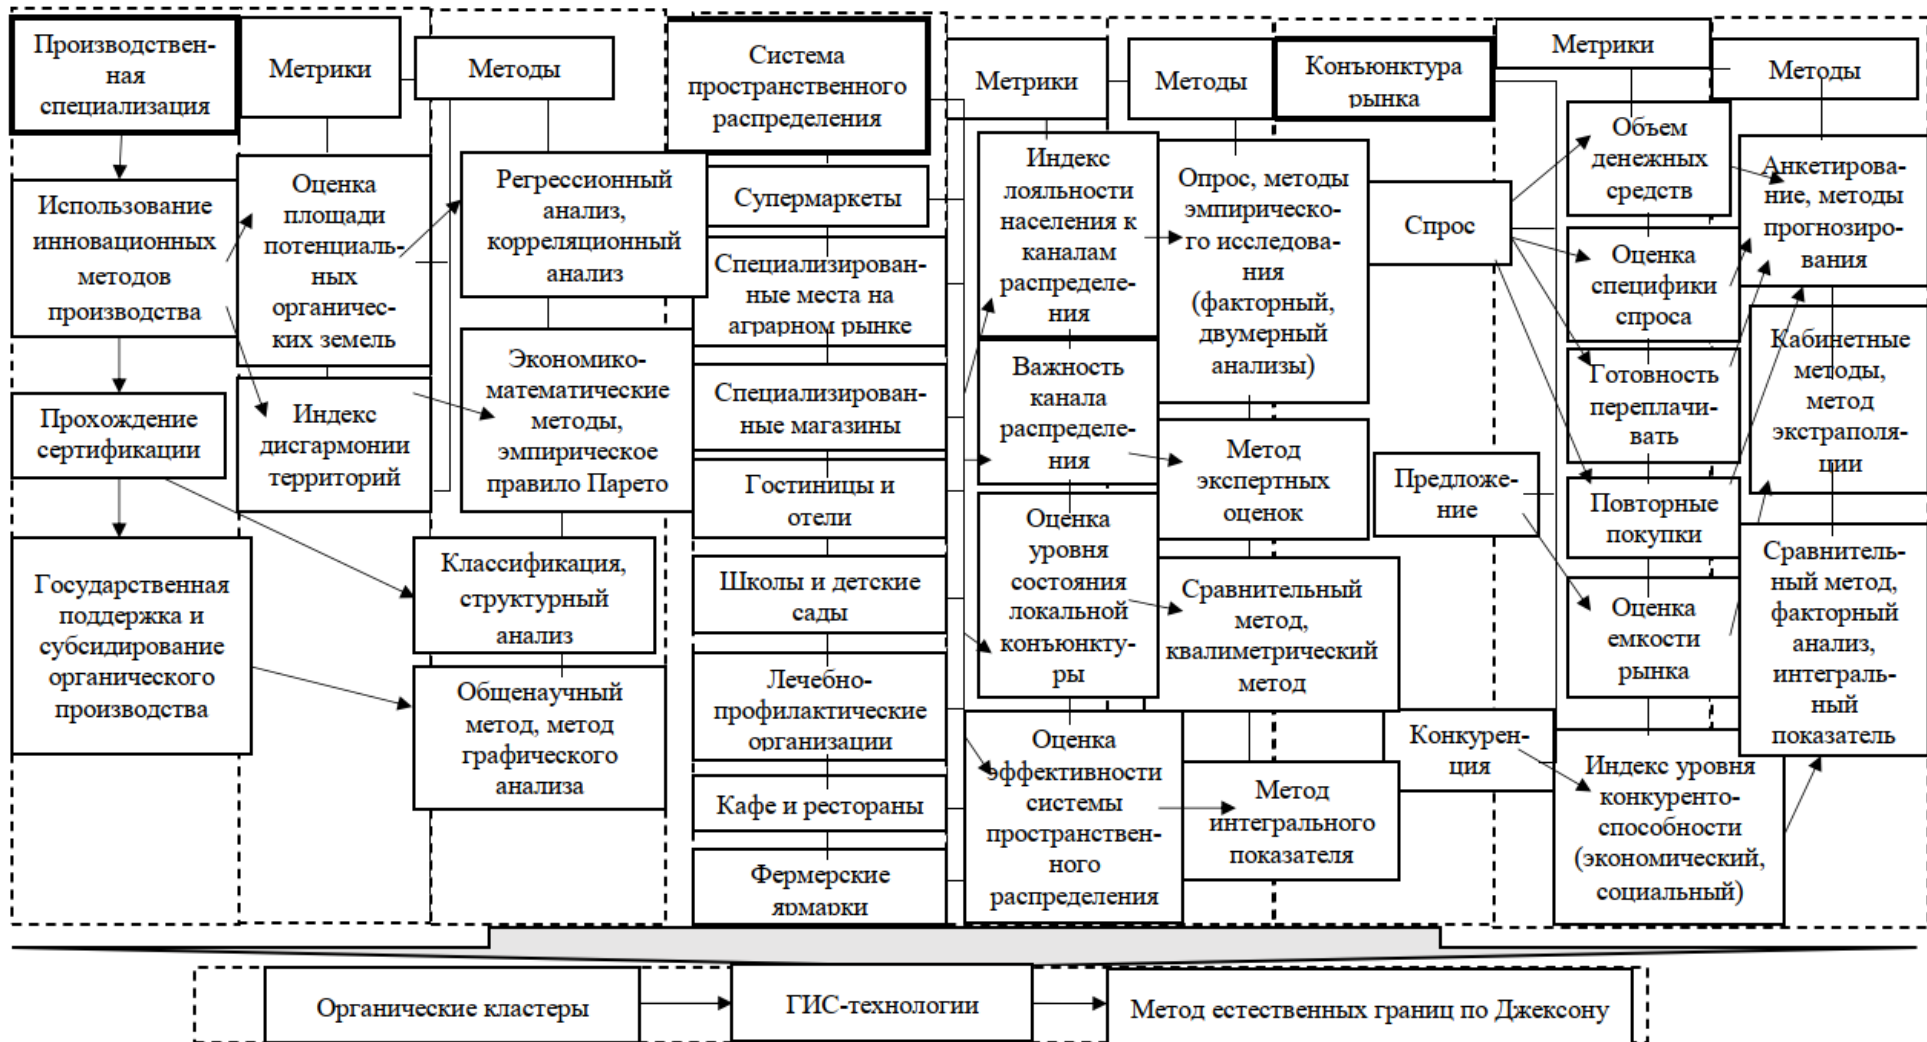 Производствен-
ная
специализация
Метрики
Методы
Использование
инновационных
методов
производства
Прохождение
сертификации
Государственная
поддержка и
субсидирование
органического
производства
Оценка
площади
потенциаль-
ных
органичес-
ких земель
Индекс
дисгармонии
территорий
Регрессионный
анализ,
корреляционный
анализ
Экономико-
математические
методы,
эмпирическое
правило Парето
Классификация,
структурный
анализ
Общенаучный
метод, метод
графического
анализа
Система
пространственного
распределения
Метрики
Методы
Супермаркеты
Специализирован-
ные места на
аграрном рынке
Специализирован-
ные магазины
Гостиницы и
отели
Школы и детские
сады
Лечебно-
профилактические
организации
Кафе и рестораны
Фермерские
ярмарки
Индекс
лояльности
населения к
каналам
распределе-
ния
Важность
канала
распределе-
ния
Оценка
уровня
состояния
локальной
конъюнкту-
ры
Оценка
эффективности
системы
пространствен-
ного
распределения
Опрос, методы
эмпирическо-
го исследова-
ния
(факторный,
двумерный
анализы)
Метод
экспертных
оценок
Сравнительный
метод,
квалиметрический
метод
Метод
интегрального
показателя
Конъюнктура
рынка
Метрики
Методы
Спрос
Предложе-
ние
Конкурен-
ция
Объем
денежных
средств
Оценка
специфики
спроса
Готовность
переплачи-
вать
Повторные
покупки
Оценка
емкости
рынка
Индекс уровня
конкуренто-
способности
(экономический,
социальный)
Анкетирова-
ние, методы
прогнозиро-
вания
Кабинетные
методы,
метод
экстраполя-
ции
Сравнитель-
ный метод,
факторный
анализ,
интеграль-
ный
показатель
Органические кластеры
ГИС-технологии
Метод естественных границ по Джексону